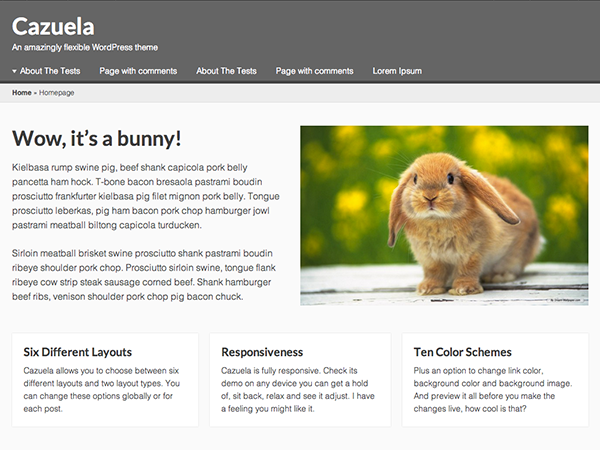 Cazuela
An amazingly flexible WordPress theme
About The Tests Page with comments About The Tests Page with comments Lorem Ipsum
Home » Homepage
Wow, it's a bunny!
Kielbasa rump swine pig, beef shank capicola pork belly
pancetta ham hock. T-bone bacon bresaola pastrami boudin
prosciutto frankfurter kielbasa pig filet mignon pork belly. Tongue
prosciutto leberkas, pig ham bacon pork chop hamburger jowl
pastrami meatball biltong capicola turducken.
Sirloin meatball brisket swine prosciutto shank pastrami boudin
ribeye shoulder pork chop. Prosciutto sirloin swine, tongue flank
ribeye cow strip steak sausage corned beef. Shank hamburger
beef ribs, venison shoulder pork chop pig bacon chuck.
Six Different Layouts
Cazuela allows you to choose between six
different layouts and two layout types. You
can change these options globally or for
each post.
Responsiveness
Cazuela is fully responsive. Check its
demo on any device you can get a hold
of, sit back, relax and see it adjust. I have
a feeling you might like it.
Ten Color Schemes
Plus an option to change link color,
background color and background image.
And preview it all before you make the
changes live, how cool is that?